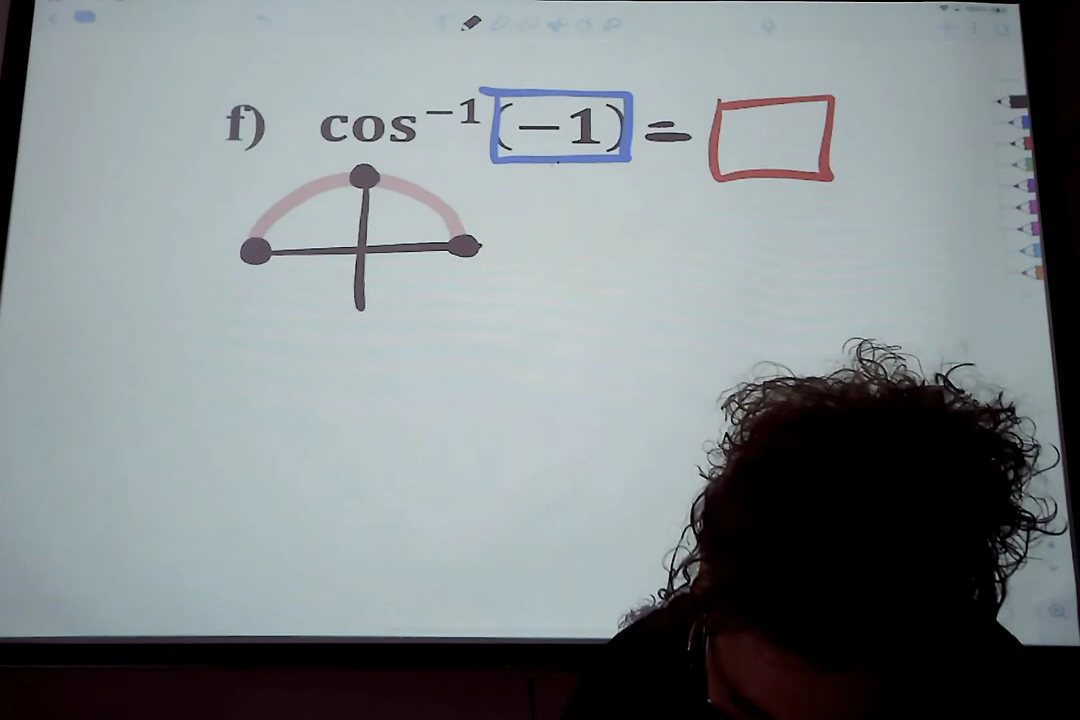 f) cos⁻¹(−1) =